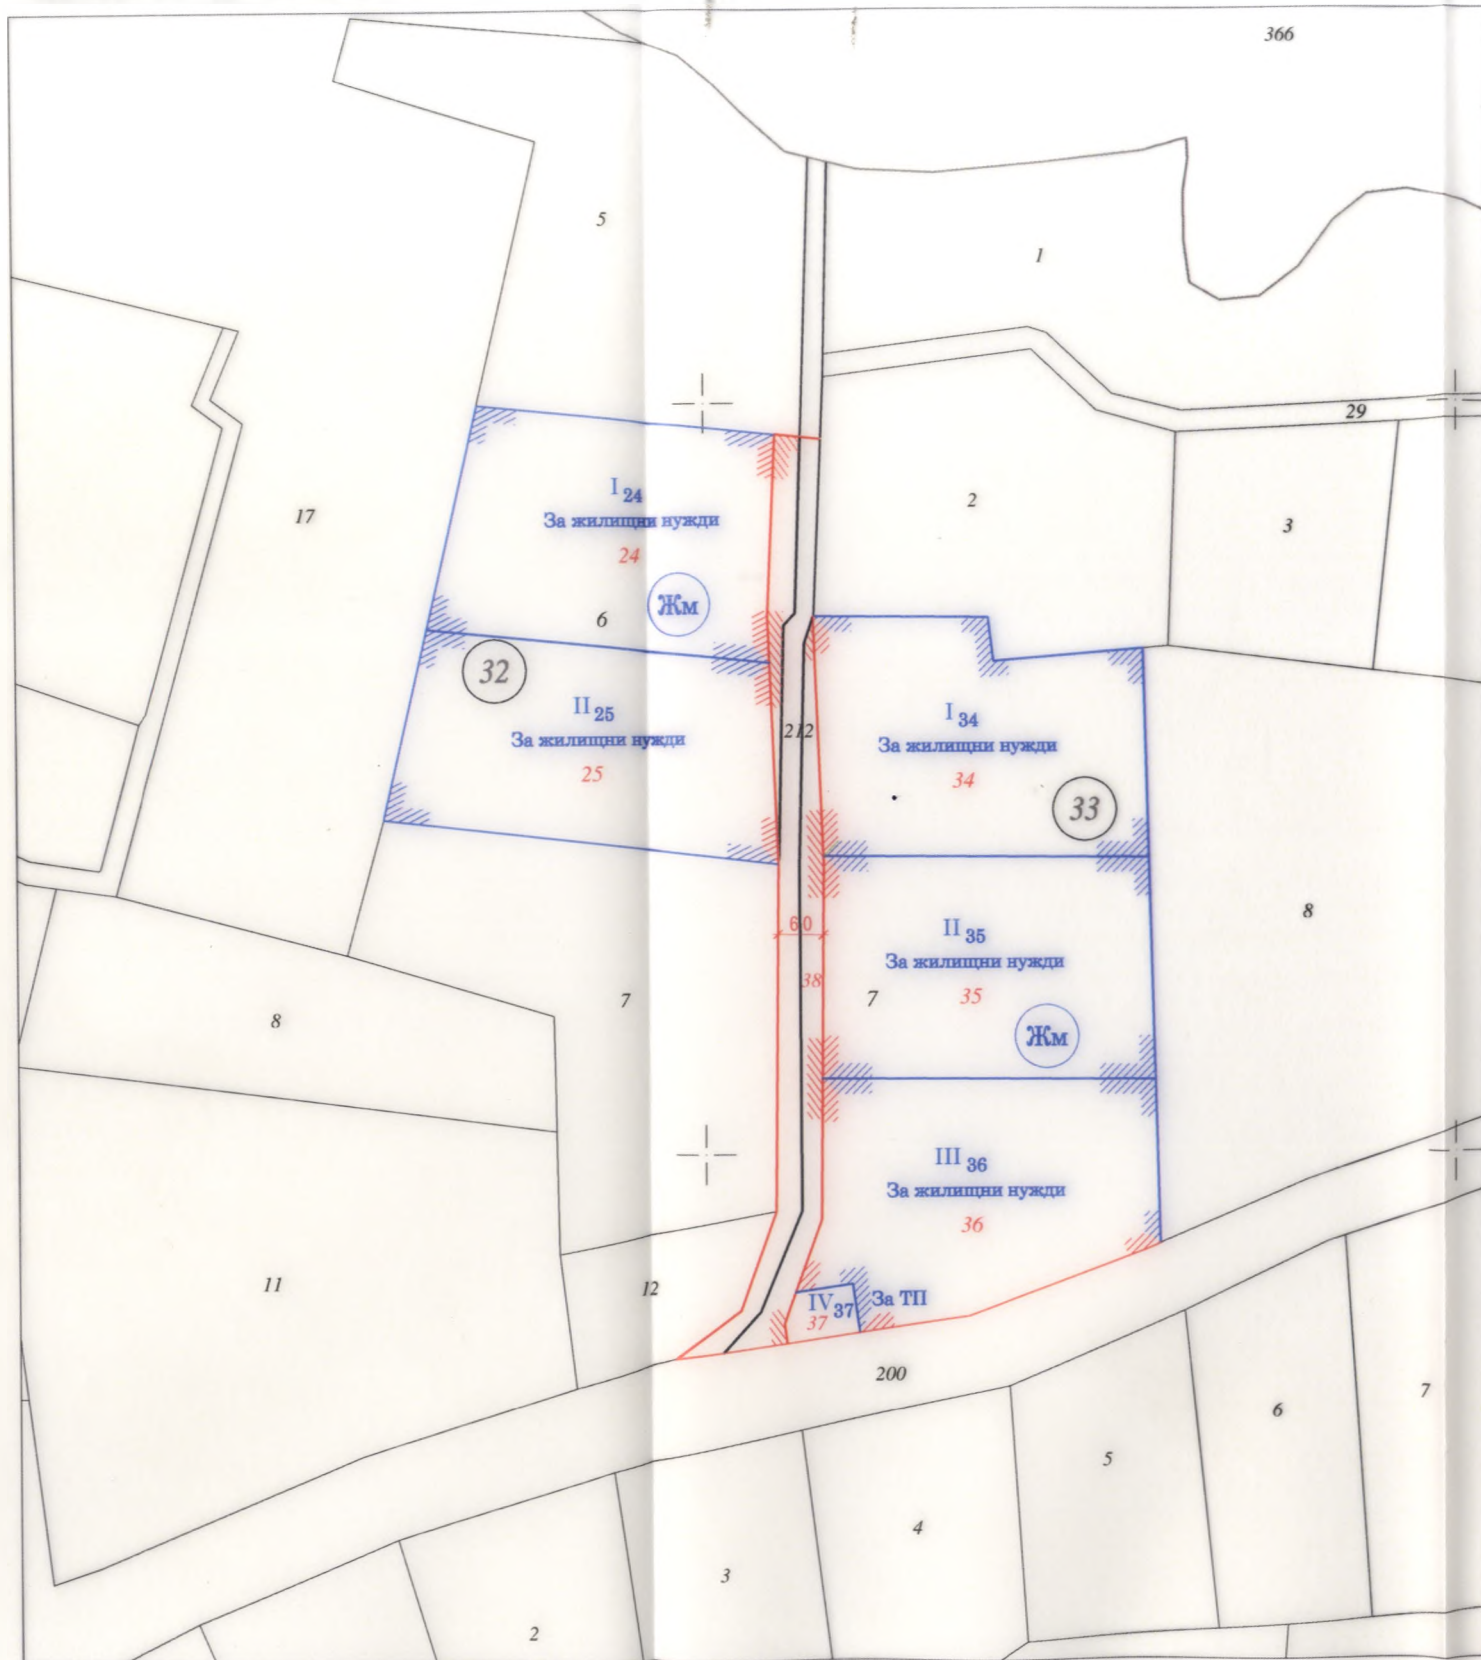 366
5
1
29
17
I 24
За жилищни нужди
24
2
3
6
Жм
32
II 25
За жилищни нужди
25
212
I 34
За жилищни нужди
34
33
60
38
7
7
II 35
За жилищни нужди
35
8
8
Жм
III 36
За жилищни нужди
36
11
12
IV 37
37
За ТП
200
7
6
5
4
3
2